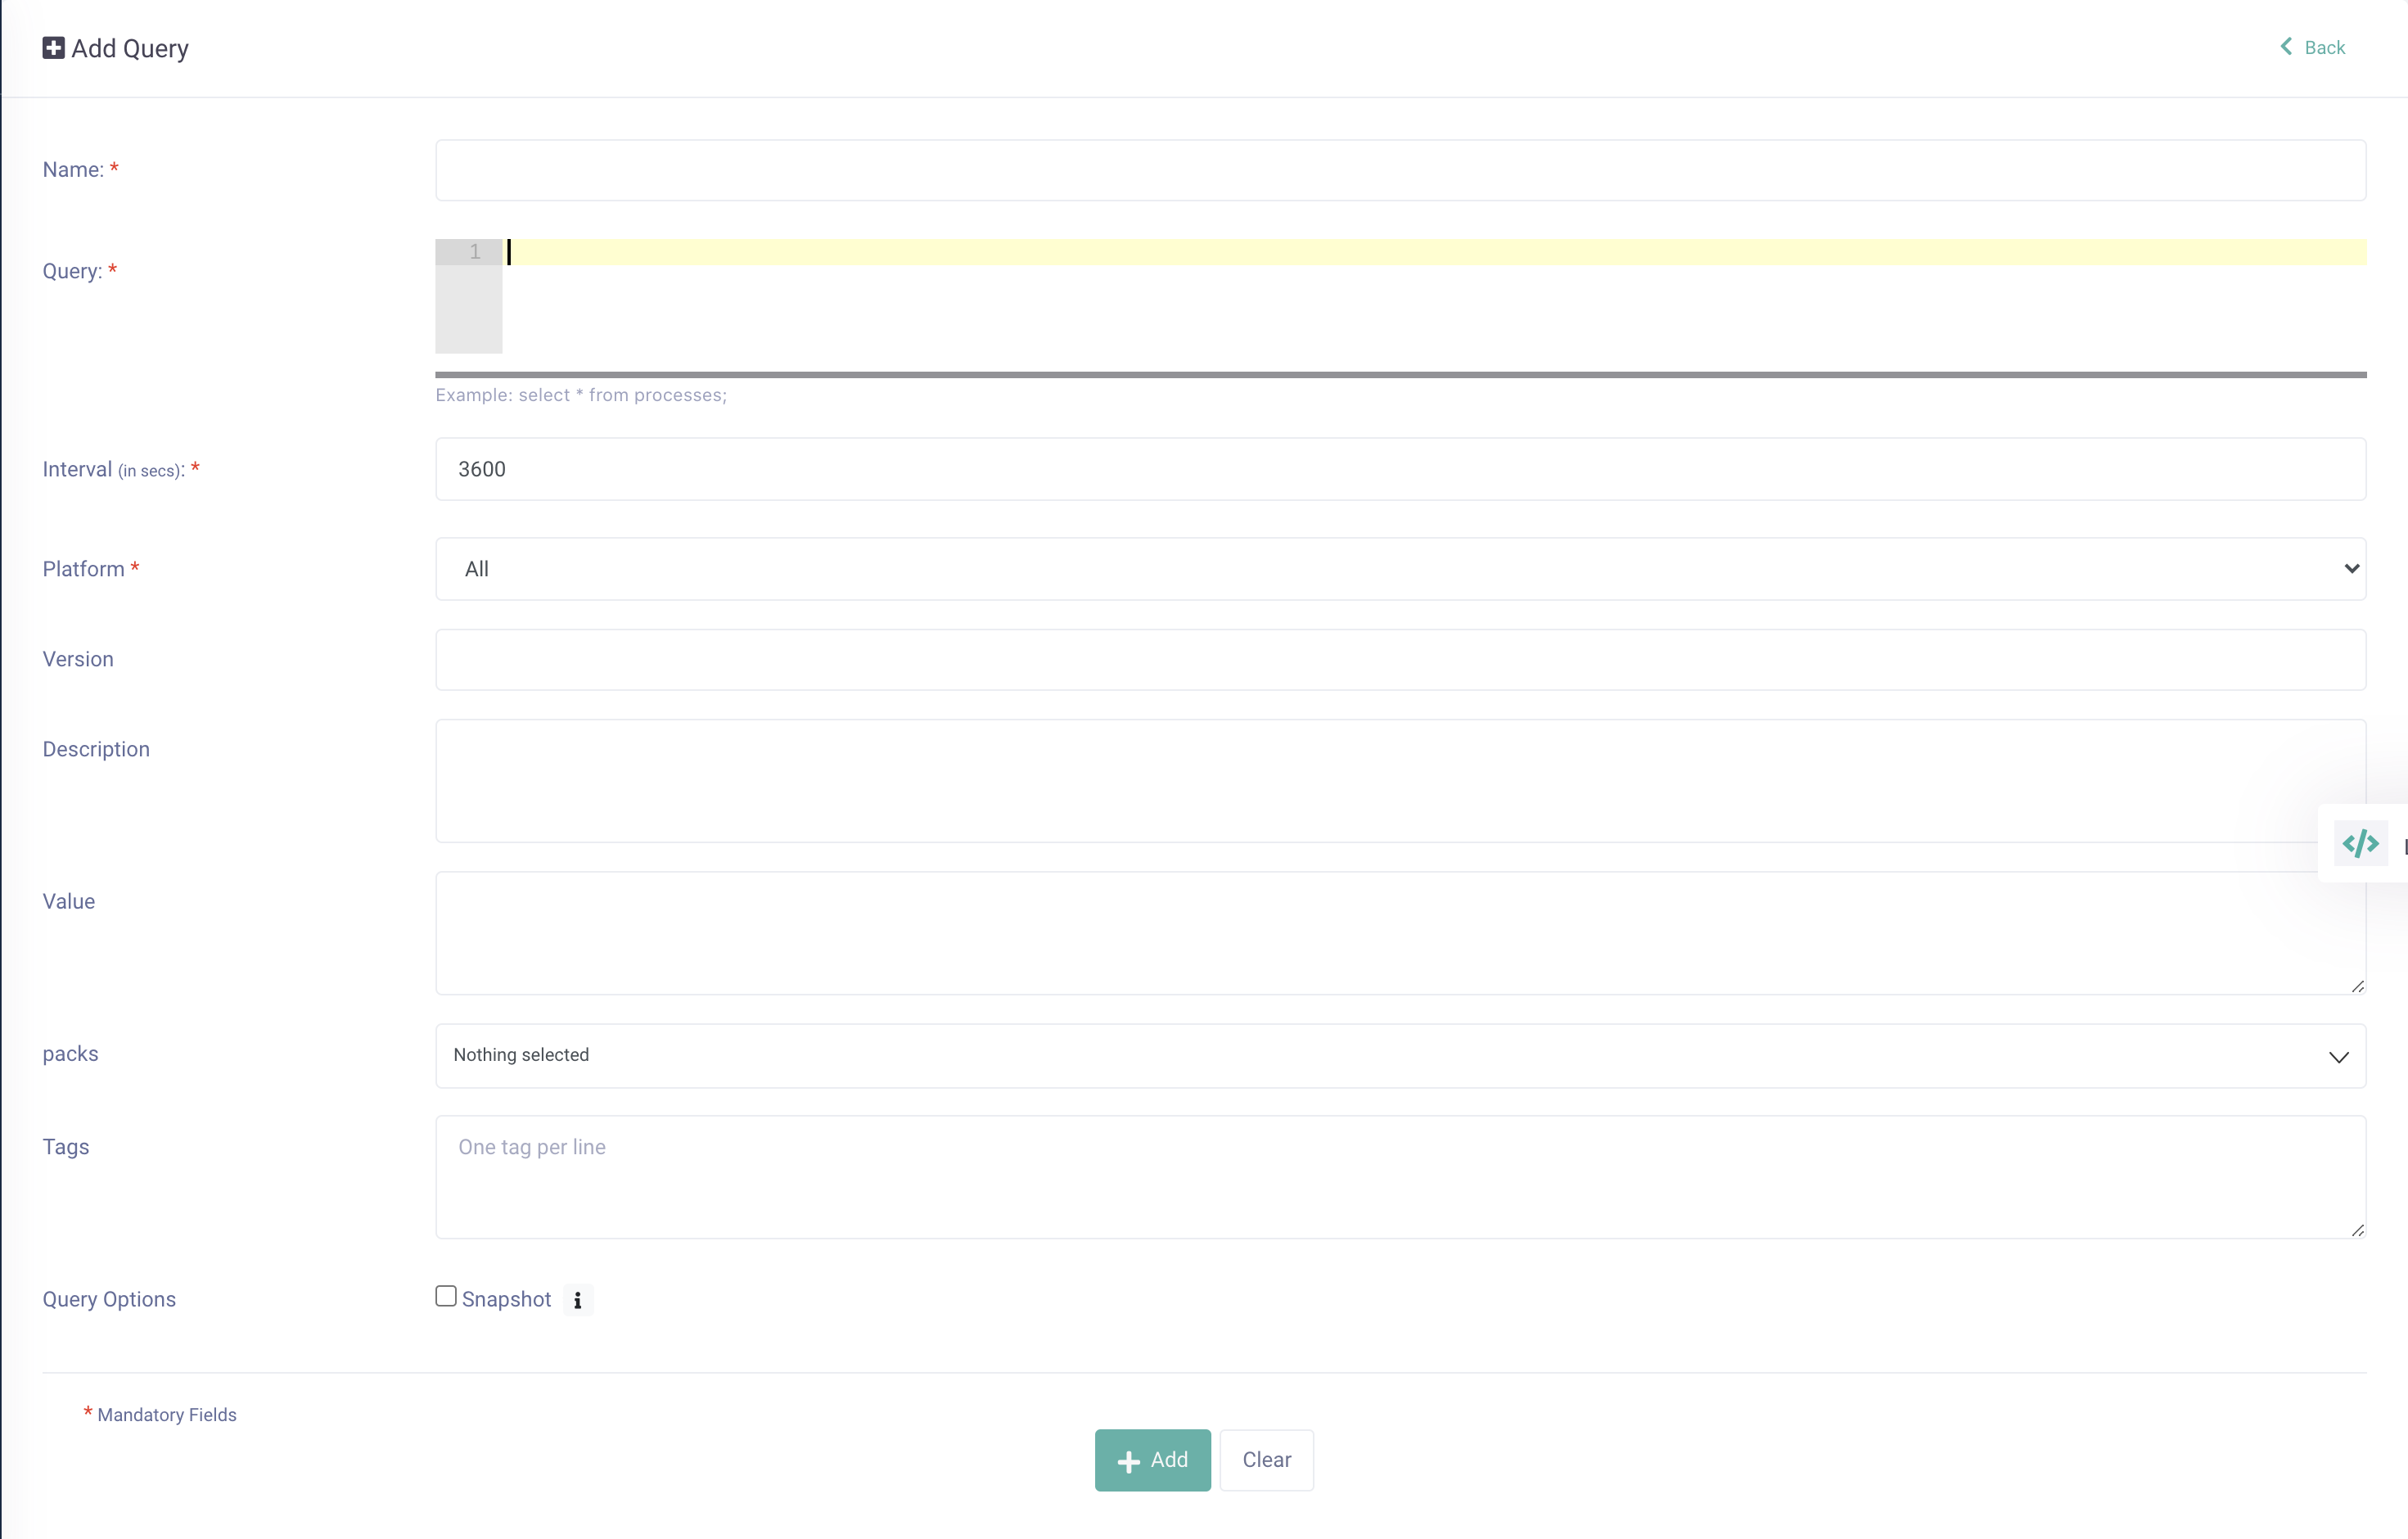 Add Query
Back
Name: *
Query: *
1
Example: select * from processes;
Interval (in secs): *
3600
Platform *
All
Version
Description
</>
Value
packs
Nothing selected
Tags
One tag per line
Query Options
Snapshot
* Mandatory Fields
Add
Clear